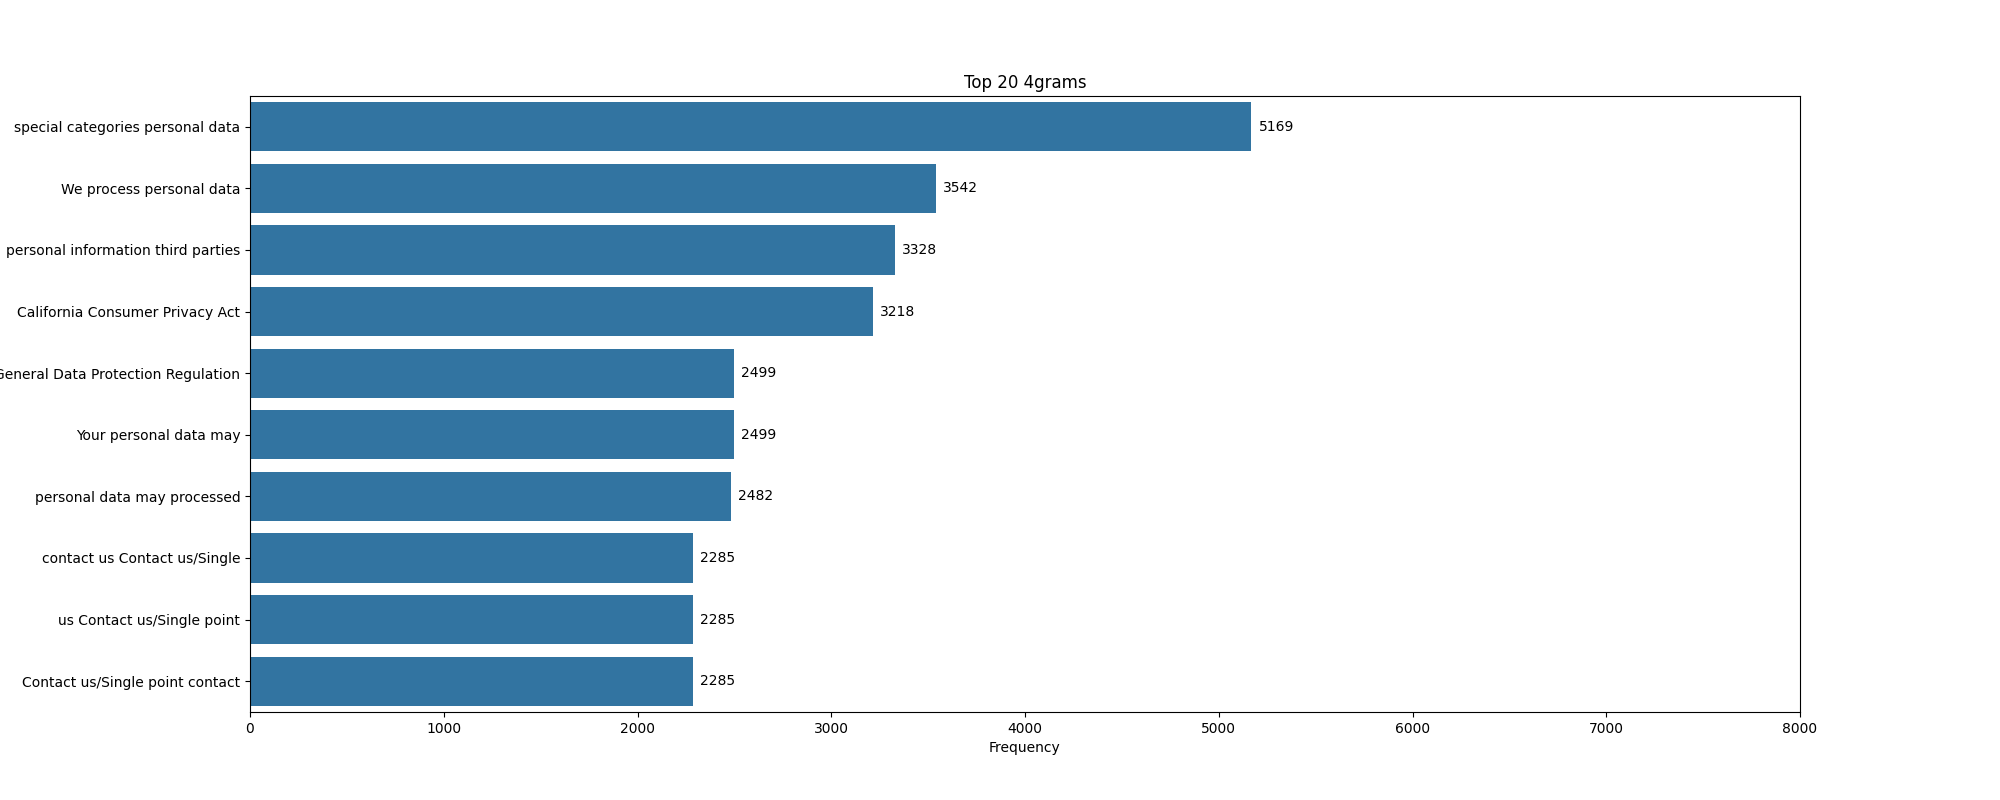 Top 20 4grams
special categories personal data 5169
We process personal data 3542
personal information third parties 3328
California Consumer Privacy Act 3218
General Data Protection Regulation 2499
Your personal data may 2499
personal data may processed 2482
contact us Contact us/Single 2285
us Contact us/Single point 2285
Contact us/Single point contact 2285
0 1000 2000 3000 4000 5000 6000 7000 8000
Frequency